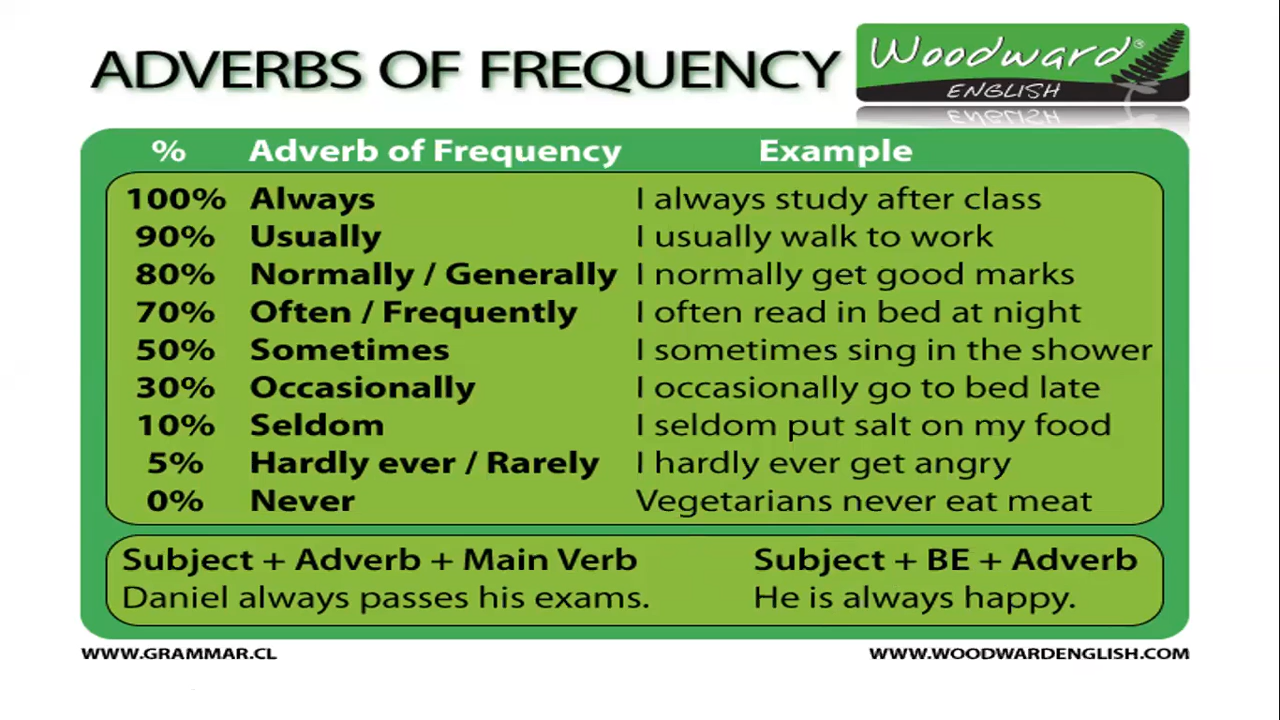 ADVERBS OF FREQUENCY
Woodward®
ENGLISH
% Adverb of Frequency Example
100% Always I always study after class
90% Usually I usually walk to work
80% Normally / Generally I normally get good marks
70% Often / Frequently I often read in bed at night
50% Sometimes I sometimes sing in the shower
30% Occasionally I occasionally go to bed late
10% Seldom I seldom put salt on my food
5% Hardly ever / Rarely I hardly ever get angry
0% Never Vegetarians never eat meat
Subject + Adverb + Main Verb Subject + BE + Adverb
Daniel always passes his exams. He is always happy.
WWW.GRAMMAR.CL WWW.WOODWARDENGLISH.COM